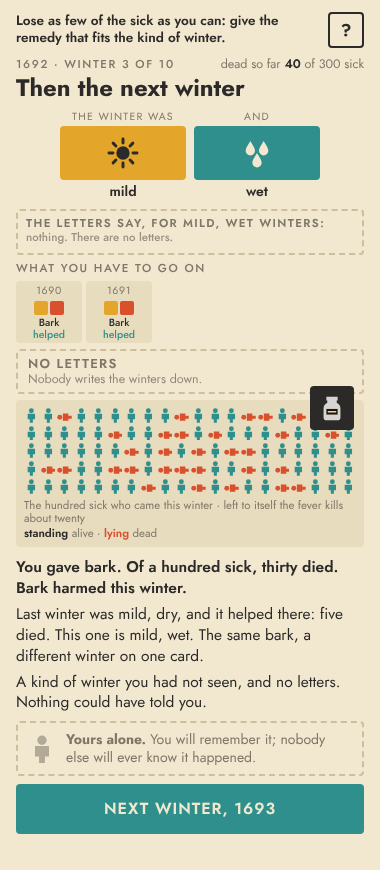 Lose as few of the sick as you can: give the
remedy that fits the kind of winter.
?
1692 · WINTER 3 OF 10
dead so far 40 of 300 sick
Then the next winter
THE WINTER WAS
AND
mild
wet
THE LETTERS SAY, FOR MILD, WET WINTERS:
nothing. There are no letters.
WHAT YOU HAVE TO GO ON
1690
1691
Bark
Bark
helped
helped
NO LETTERS
Nobody writes the winters down.
The hundred sick who came this winter · left to itself the fever kills
about twenty
standing alive · lying dead
You gave bark. Of a hundred sick, thirty died.
Bark harmed this winter.
Last winter was mild, dry, and it helped there: five
died. This one is mild, wet. The same bark, a
different winter on one card.
A kind of winter you had not seen, and no letters.
Nothing could have told you.
Yours alone. You will remember it; nobody
else will ever know it happened.
NEXT WINTER, 1693